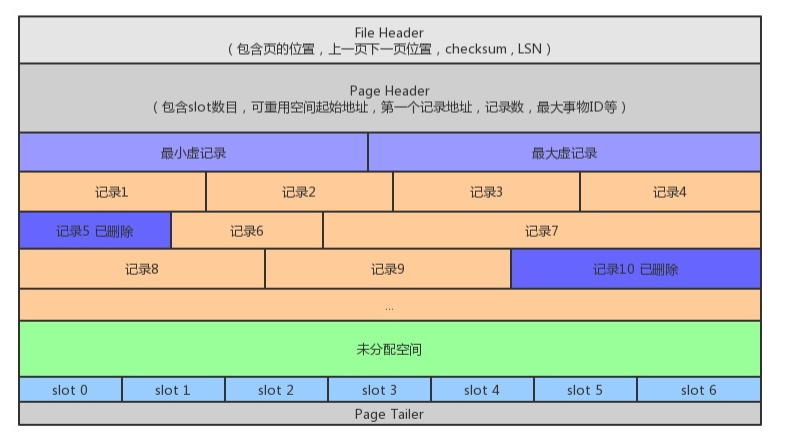 File Header
（包含页的位置，上一页下一页位置，checksum , LSN ）
Page Header
（包含slot数目，可重用空间起始地址，第一个记录地址，记录数，最大事物ID等）
最小虚记录 最大虚记录
记录1 记录2 记录3 记录4
记录5 已删除 记录6 记录7
记录8 记录9 记录10 已删除
...
未分配空间
slot 0 slot 1 slot 2 slot 3 slot 4 slot 5 slot 6
Page Tailer